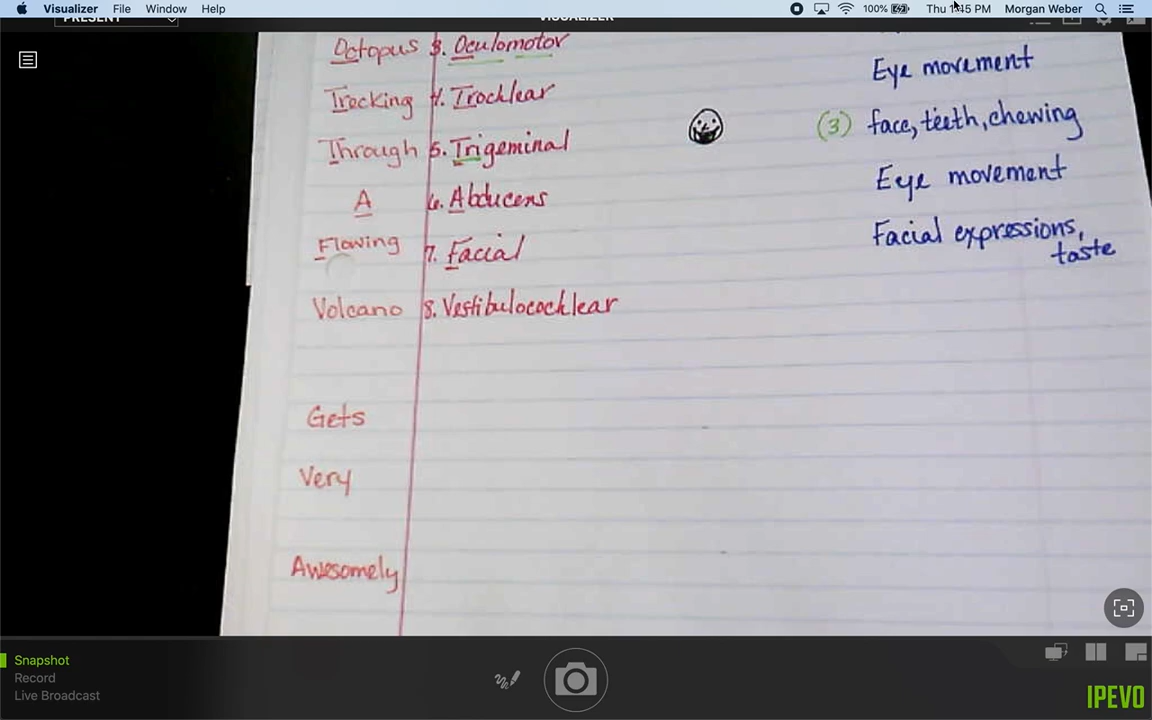 Visualizer File Window Help 100% Thu 1:45 PM Morgan Weber
PRESENT VISUALIZER
Octopus 3. Oculomotor
Eye movement
Trecking 4. Trochlear
(3) face, teeth, chewing
Through 5. Trigeminal
Eye movement
A 6. Abducens
Facial expressions,
Flowing 7. Facial
taste
Volcano 8. Vestibulocochlear
Gets
Very
Awesomely
Snapshot
Record
Live Broadcast
IPEVO